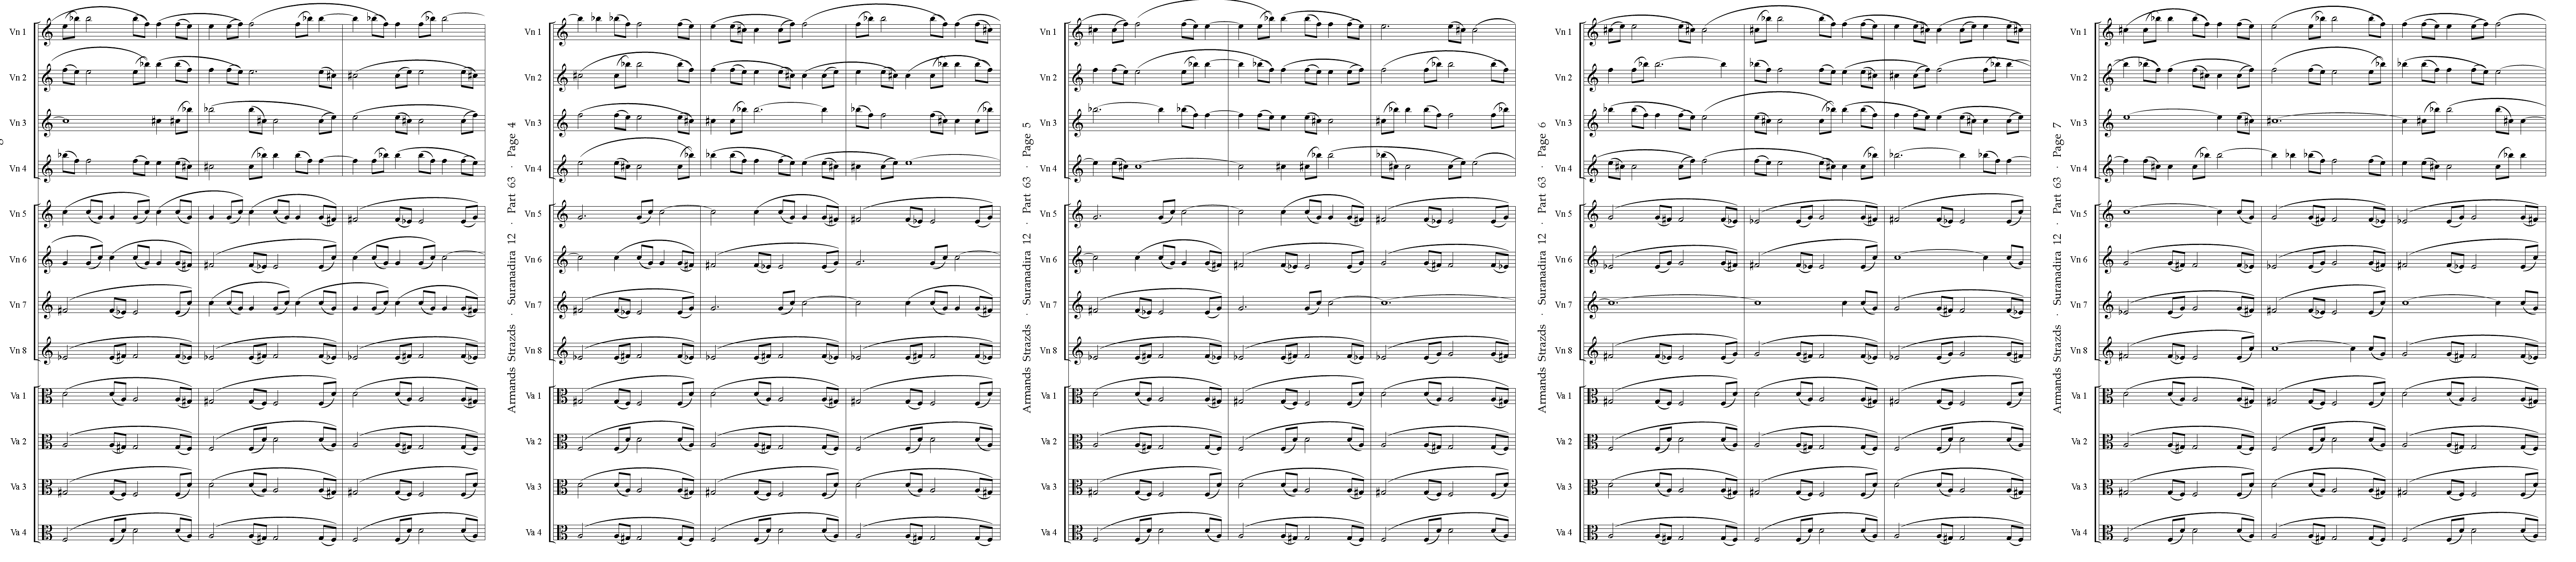 Vn 1
Vn 2
Vn 3
Vn 4
Vn 5
Vn 6
Vn 7
Vn 8
Va 1
Va 2
Va 3
Va 4
Armands Strazds · Suranadira 12 · Part 63 · Page 4
Vn 1
Vn 2
Vn 3
Vn 4
Vn 5
Vn 6
Vn 7
Vn 8
Va 1
Va 2
Va 3
Va 4
Armands Strazds · Suranadira 12 · Part 63 · Page 5
Vn 1
Vn 2
Vn 3
Vn 4
Vn 5
Vn 6
Vn 7
Vn 8
Va 1
Va 2
Va 3
Va 4
Armands Strazds · Suranadira 12 · Part 63 · Page 6
Vn 1
Vn 2
Vn 3
Vn 4
Vn 5
Vn 6
Vn 7
Vn 8
Va 1
Va 2
Va 3
Va 4
Armands Strazds · Suranadira 12 · Part 63 · Page 7
Vn 1
Vn 2
Vn 3
Vn 4
Vn 5
Vn 6
Vn 7
Vn 8
Va 1
Va 2
Va 3
Va 4